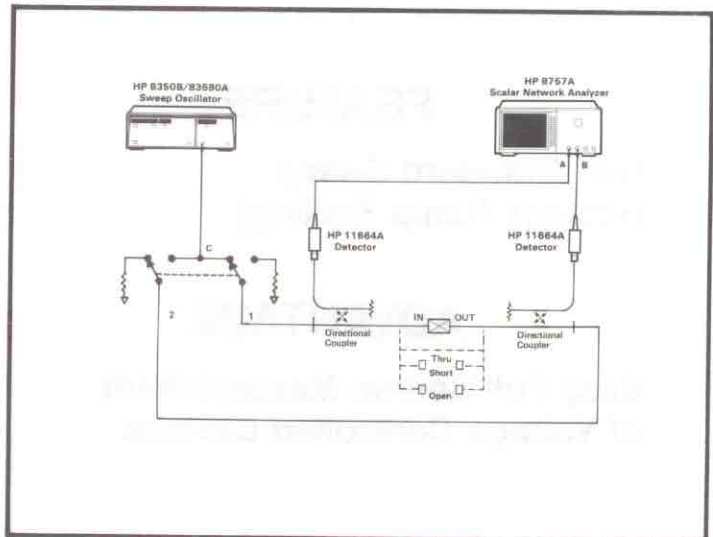 HP 8350B/83590A
Sweep Oscillator
HP 8757A
Scalar Network Analyzer
A
B
HP 11664A
Detector
HP 11664A
Detector
C
2
1
IN
OUT
Directional
Coupler
Directional
Coupler
Thru
Short
Open